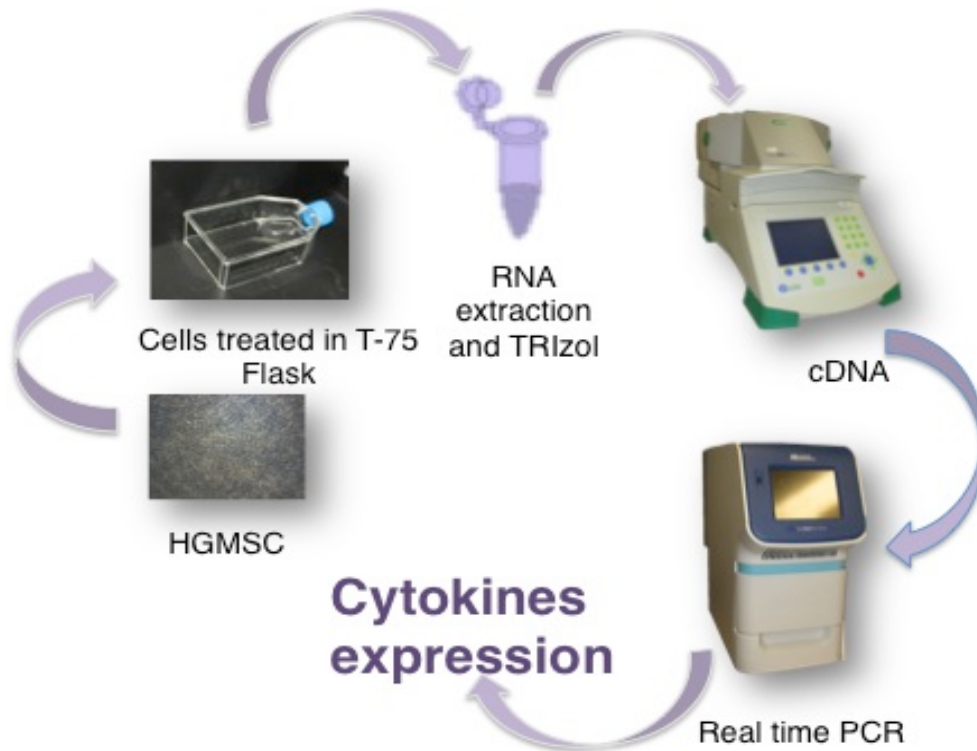 HGMSC
Cells treated in T-75
Flask
RNA
extraction
and TRIzol
cDNA
Real time PCR
Cytokines
expression